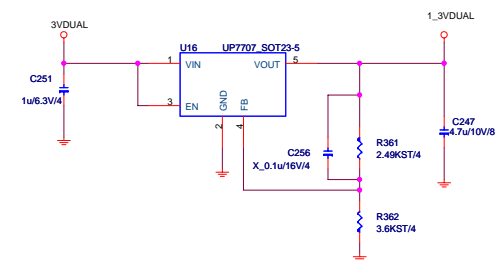 3VDUAL
1_3VDUAL
U16
UP7707_SOT23-5
1
VIN
VOUT
5
C251
1u/6.3V/4
3
EN
GND
FB
2
4
C247
4.7u/10V/8
C256
X_0.1u/16V/4
R361
2.49KST/4
R362
3.6KST/4